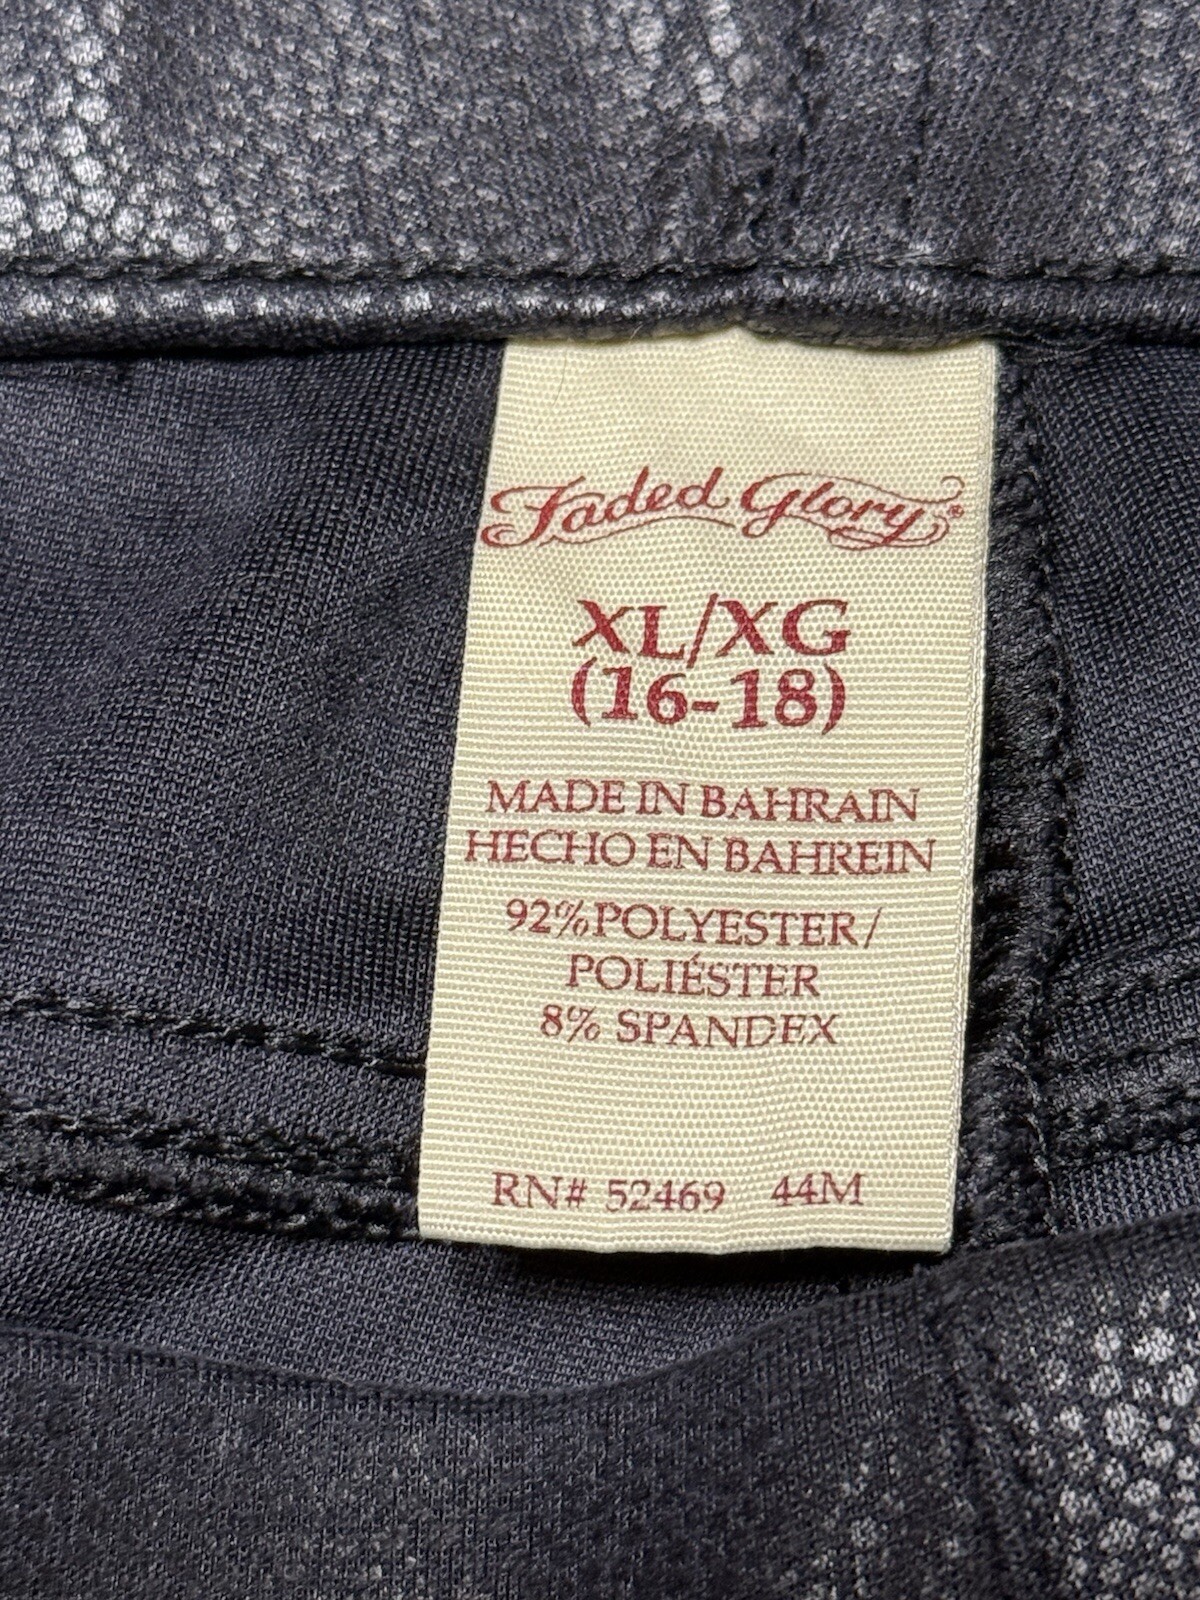 Faded Glory®
XL/XG
(16-18)
MADE IN BAHRAIN
HECHO EN BAHREIN
92%POLYESTER/
POLIÉSTER
8% SPANDEX
RN# 52469 44M